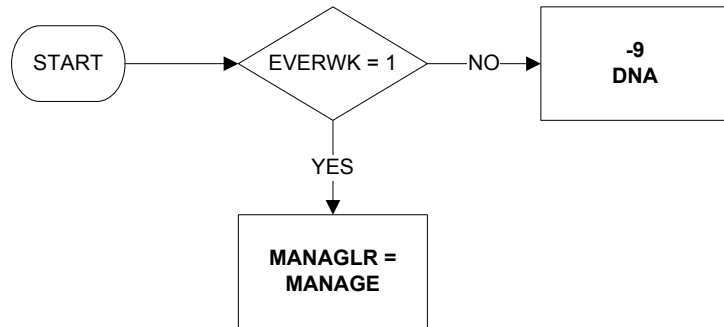 START
EVERWK = 1
NO
-9
DNA
YES
MANAGLR =
MANAGE